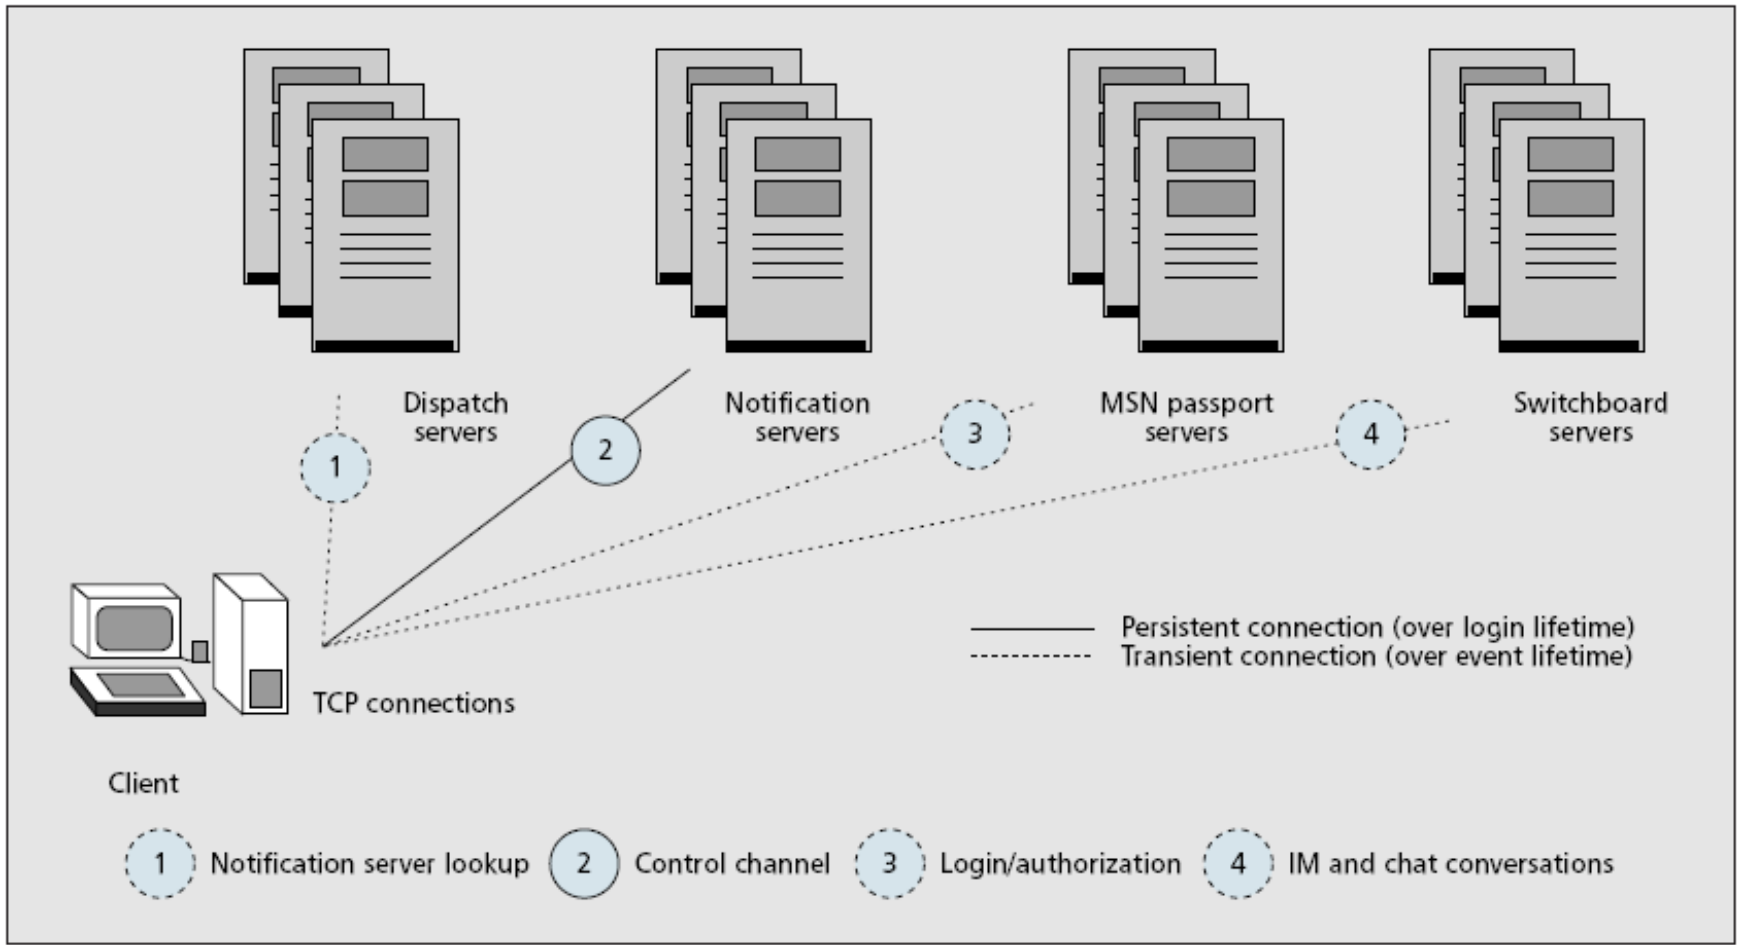 Dispatch
servers
Notification
servers
MSN passport
servers
Switchboard
servers
1
2
3
4
Persistent connection (over login lifetime)
Transient connection (over event lifetime)
TCP connections
Client
1 Notification server lookup 2 Control channel 3 Login/authorization 4 IM and chat conversations